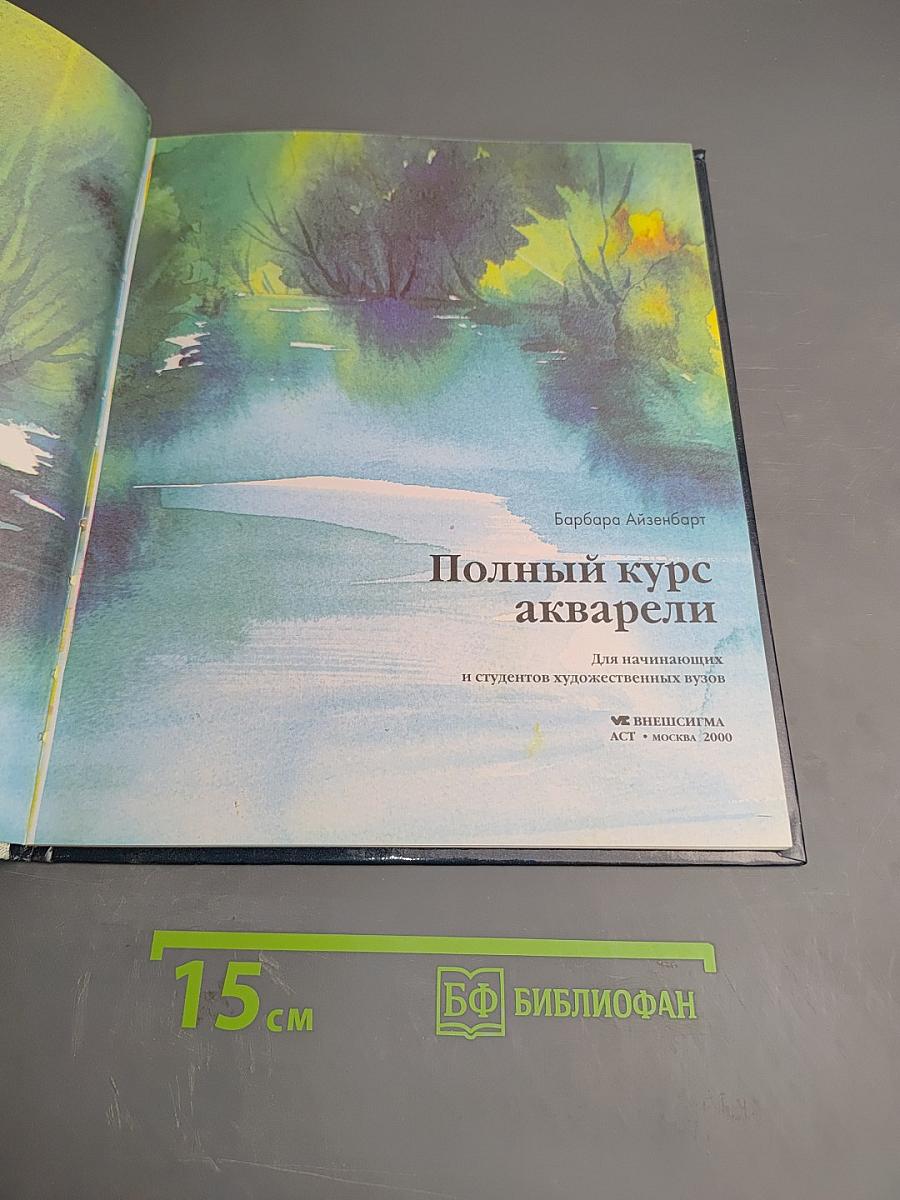 Барбара Айзенбарт
Полный курс
акварели
Для начинающих
и студентов художественных вузов
ВНЕШСИГМА
АСТ • МОСКВА 2000
15 см
БФ БИБЛИОФАН